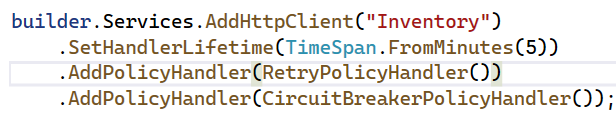 builder.Services.AddHttpClient("Inventory")
    .SetHandlerLifetime(TimeSpan.FromMinutes(5))
    .AddPolicyHandler(RetryPolicyHandler())
    .AddPolicyHandler(CircuitBreakerPolicyHandler());